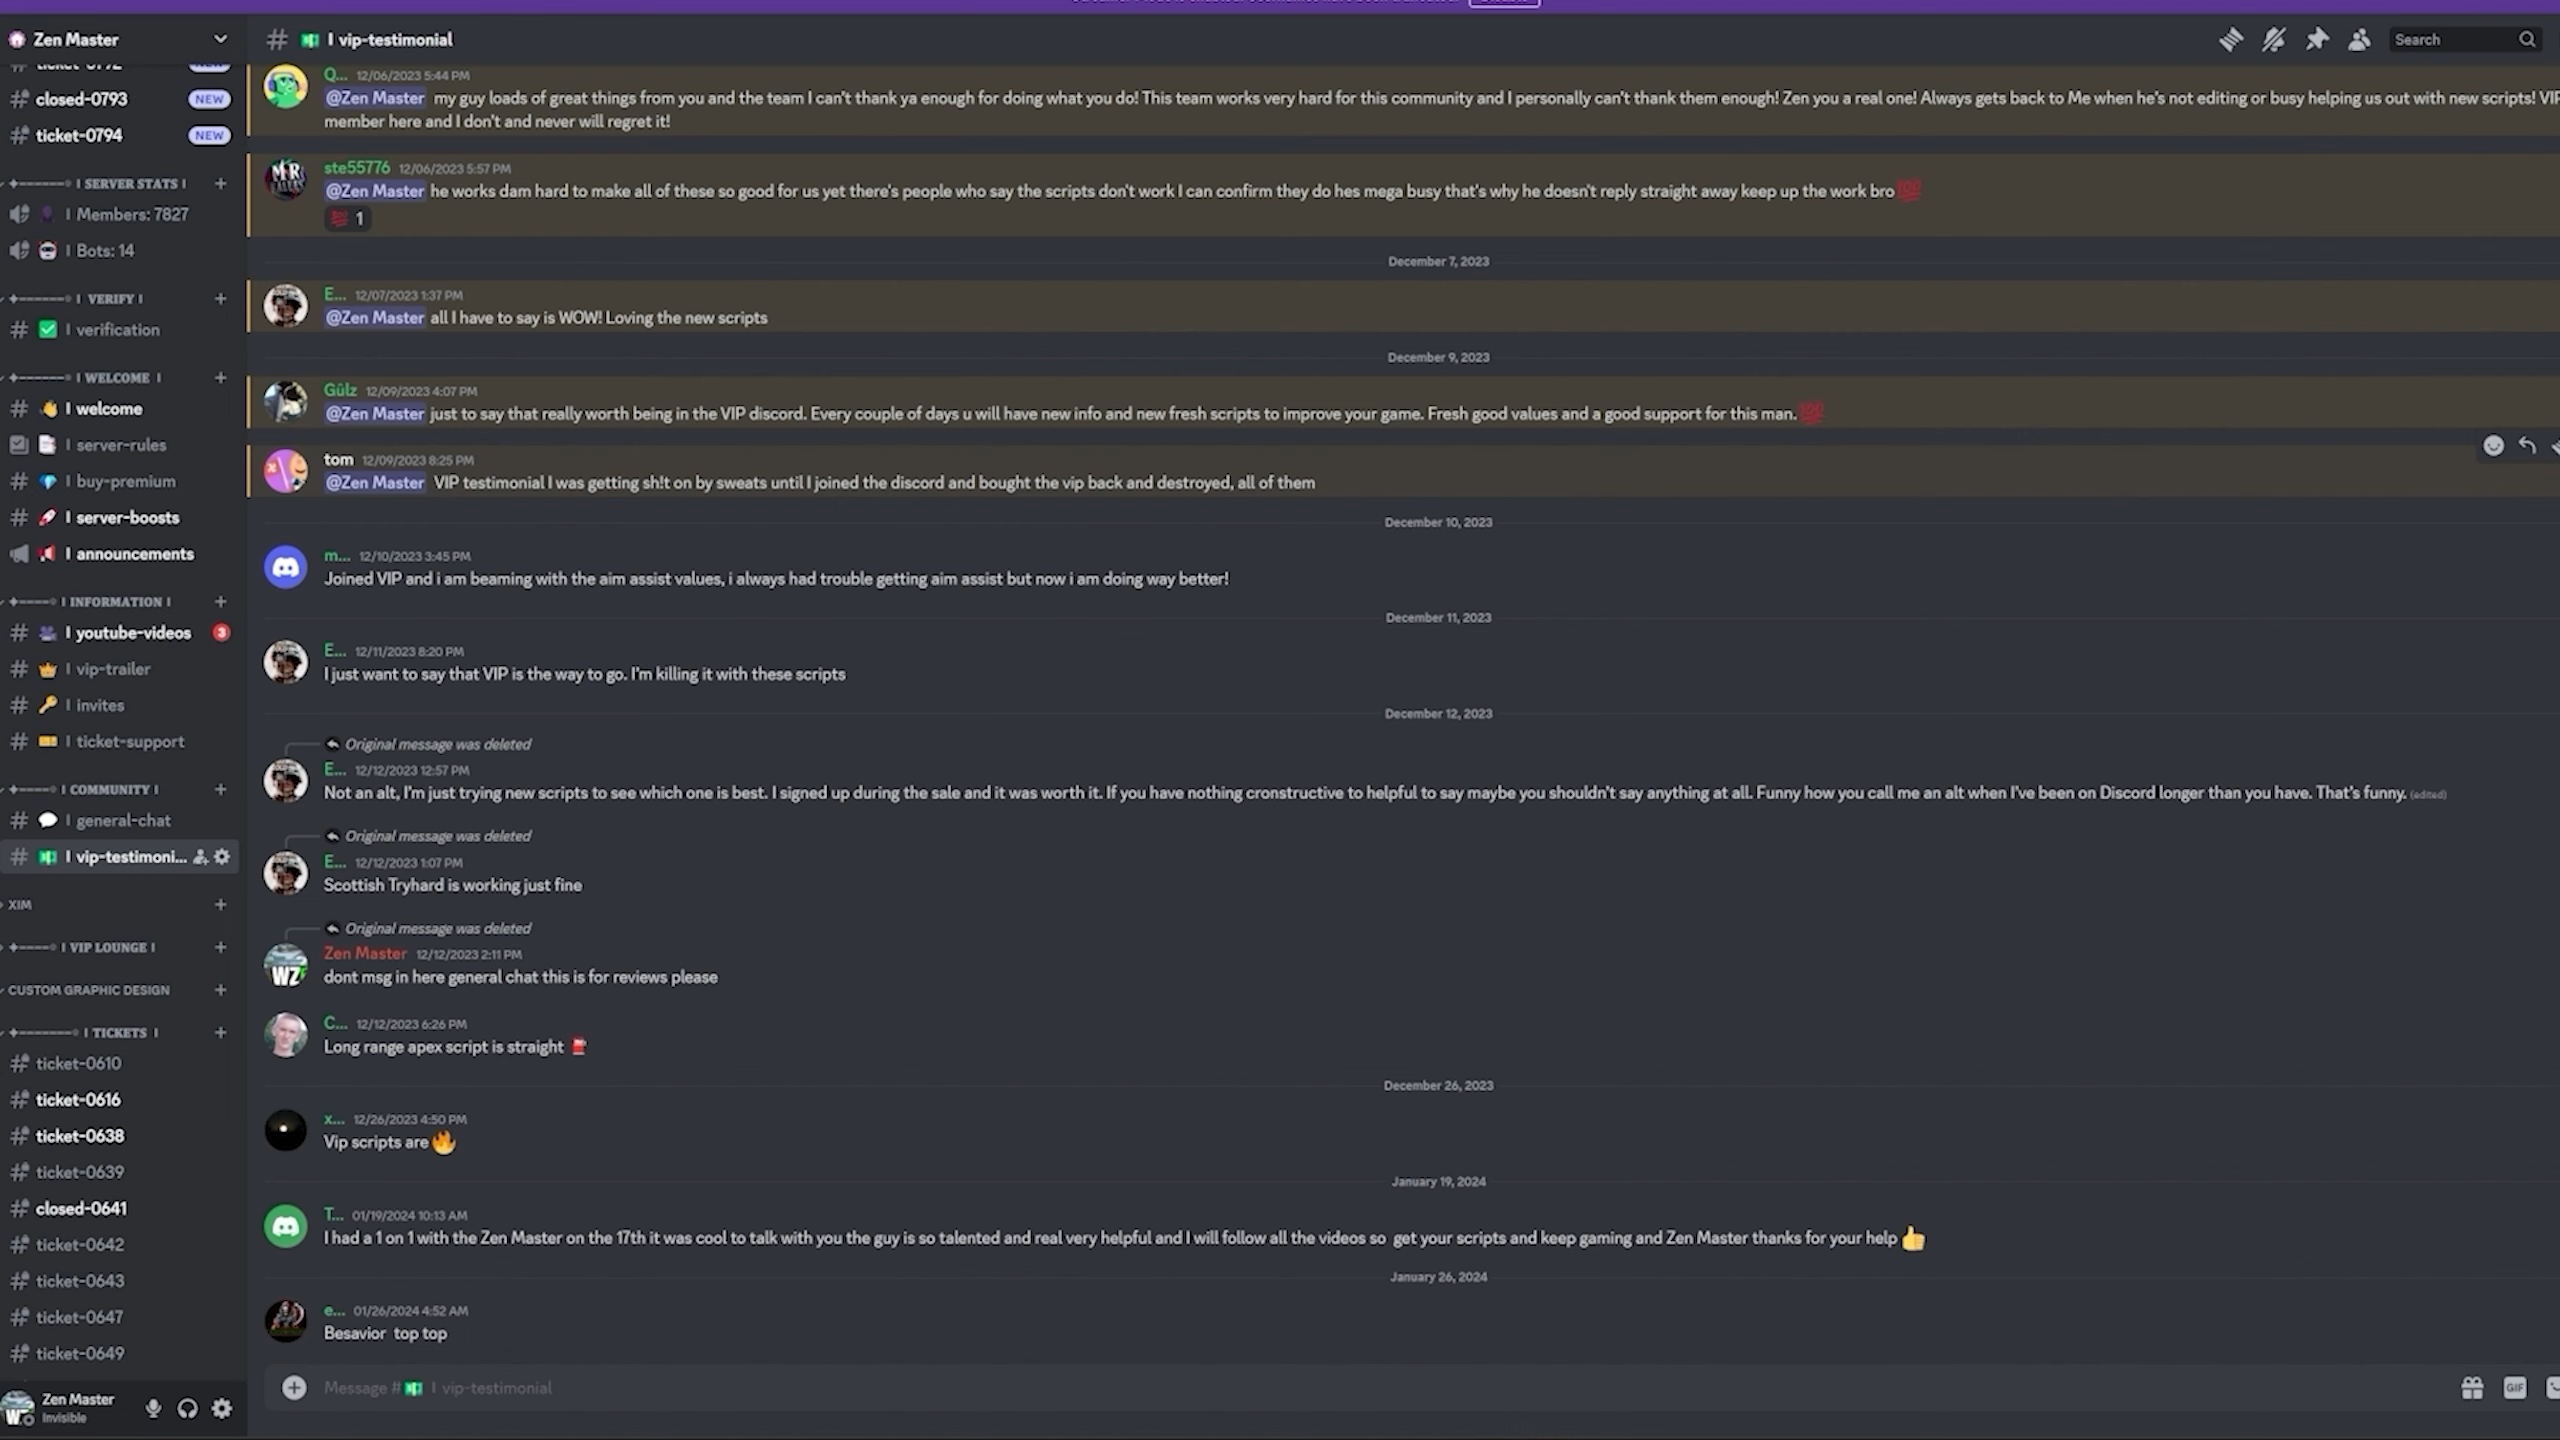 Zen Master
closed-0793 NEW
ticket-0794 NEW
I SERVER STATS I
I Members: 7827
I Bots: 14
I VERIFY I
I verification
I WELCOME I
I welcome
I server-rules
I buy-premium
I server-boosts
I announcements
I INFORMATION I
I youtube-videos 3
I vip-trailer
I invites
I ticket-support
I COMMUNITY I
I general-chat
I vip-testimoni...
XIM
I VIP LOUNGE I
CUSTOM GRAPHIC DESIGN
I TICKETS I
ticket-0610
ticket-0616
ticket-0638
ticket-0639
closed-0641
ticket-0642
ticket-0643
ticket-0647
ticket-0649
Zen Master
Invisible
I vip-testimonial
Search
Q... 12/06/2023 5:44 PM
@Zen Master my guy loads of great things from you and the team I can't thank ya enough for doing what you do! This team works very hard for this community and I personally can't thank them enough! Zen you a real one! Always gets back to Me when he's not editing or busy helping us out with new scripts! VIP
member here and I don't and never will regret it!
ste55776 12/06/2023 5:57 PM
@Zen Master he works dam hard to make all of these so good for us yet there's people who say the scripts don't work I can confirm they do hes mega busy that's why he doesn't reply straight away keep up the work bro 💯
💯 1
December 7, 2023
E... 12/07/2023 1:37 PM
@Zen Master all I have to say is WOW! Loving the new scripts
December 9, 2023
Gûlz 12/09/2023 4:07 PM
@Zen Master just to say that really worth being in the VIP discord. Every couple of days u will have new info and new fresh scripts to improve your game. Fresh good values and a good support for this man. 💯
tom 12/09/2023 8:25 PM
@Zen Master VIP testimonial I was getting sh!t on by sweats until I joined the discord and bought the vip back and destroyed, all of them
December 10, 2023
m... 12/10/2023 3:45 PM
Joined VIP and i am beaming with the aim assist values, i always had trouble getting aim assist but now i am doing way better!
December 11, 2023
E... 12/11/2023 8:20 PM
I just want to say that VIP is the way to go. I'm killing it with these scripts
December 12, 2023
Original message was deleted
E... 12/12/2023 12:57 PM
Not an alt, I'm just trying new scripts to see which one is best. I signed up during the sale and it was worth it. If you have nothing cronstructive to helpful to say maybe you shouldn't say anything at all. Funny how you call me an alt when I've been on Discord longer than you have. That's funny. (edited)
Original message was deleted
E... 12/12/2023 1:07 PM
Scottish Tryhard is working just fine
Original message was deleted
Zen Master 12/12/2023 2:11 PM
dont msg in here general chat this is for reviews please
C... 12/12/2023 6:26 PM
Long range apex script is straight
December 26, 2023
x... 12/26/2023 4:50 PM
Vip scripts are 🔥
January 19, 2024
T... 01/19/2024 10:13 AM
I had a 1 on 1 with the Zen Master on the 17th it was cool to talk with you the guy is so talented and real very helpful and I will follow all the videos so get your scripts and keep gaming and Zen Master thanks for your help 👍
January 26, 2024
e... 01/26/2024 4:52 AM
Besavior top top
Message # I vip-testimonial
GIF